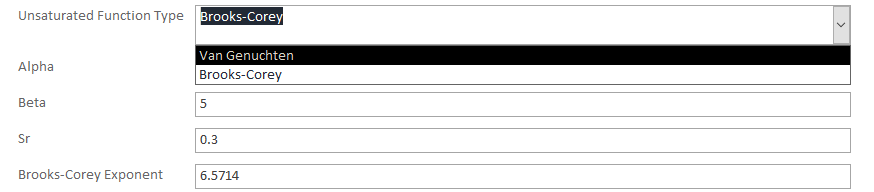 Unsaturated Function Type Brooks-Corey
Van Genuchten
Alpha
Brooks-Corey
Beta 5
Sr 0.3
Brooks-Corey Exponent 6.5714